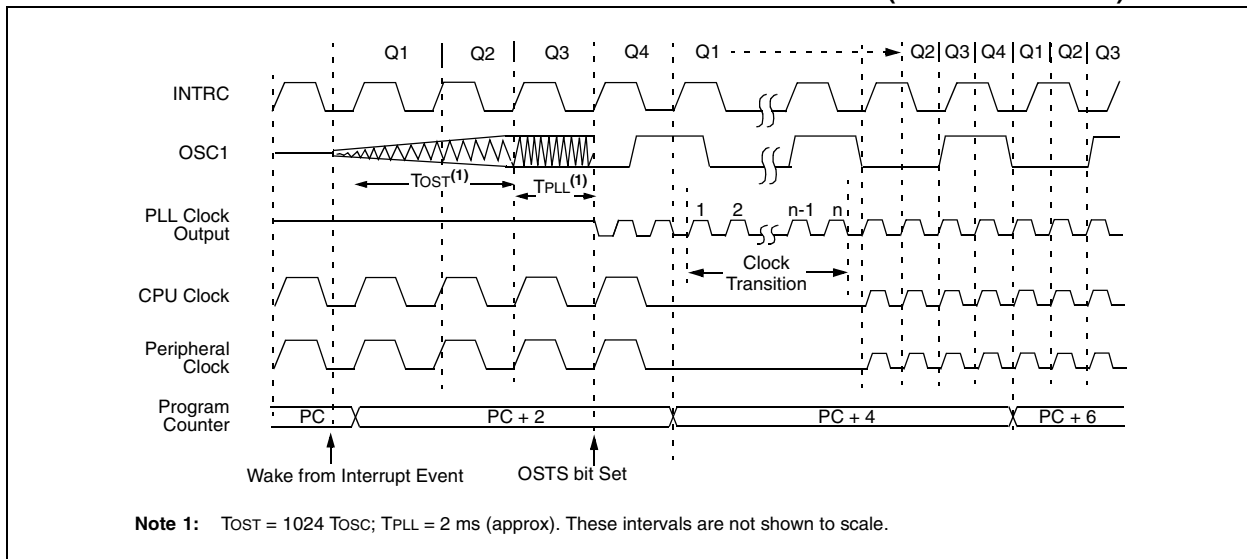 Q1 Q2 Q3 Q4 Q1 Q2 Q3 Q4 Q1 Q2 Q3
INTRC
OSC1
TOST(1) TPLL(1)
PLL Clock
Output
1 2 n-1 n
Clock
Transition
CPU Clock
Peripheral
Clock
Program
Counter
PC PC + 2 PC + 4 PC + 6
Wake from Interrupt Event OSTS bit Set
Note 1: TOST = 1024 TOSC; TPLL = 2 ms (approx). These intervals are not shown to scale.